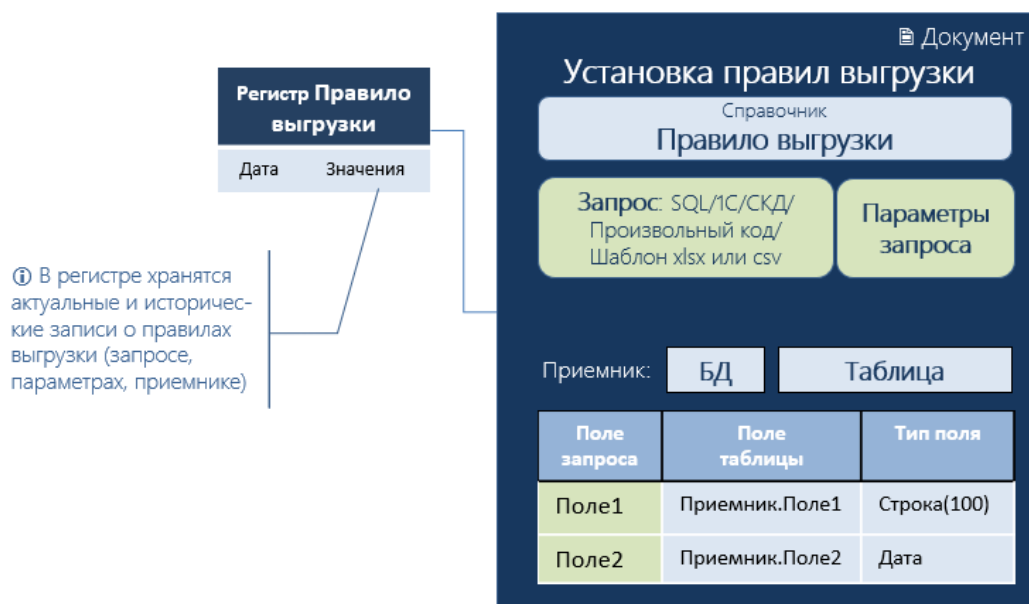 Документ
Установка правил выгрузки
Справочник
Правило выгрузки
Запрос: SQL/1С/СКД/
Произвольный код/
Шаблон xlsx или csv
Параметры
запроса
Приемник: БД Таблица
Поле
запроса
Поле
таблицы
Тип поля
Поле1 Приемник.Поле1 Строка(100)
Поле2 Приемник.Поле2 Дата
Регистр Правило
выгрузки
Дата Значения
В регистре хранятся
актуальные и историчес-
кие записи о правилах
выгрузки (запросе,
параметрах, приемнике)